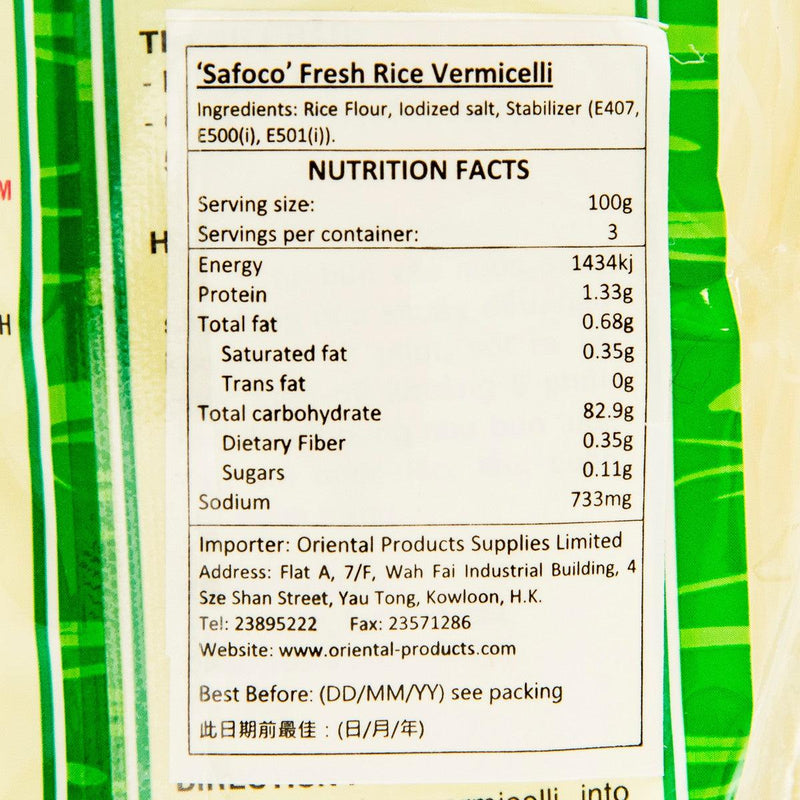 'Safoco' Fresh Rice Vermicelli
Ingredients: Rice Flour, Iodized salt, Stabilizer (E407,
E500(i), E501(i)).
NUTRITION FACTS
Serving size: 100g
Servings per container: 3
Energy 1434kj
Protein 1.33g
Total fat 0.68g
Saturated fat 0.35g
Trans fat 0g
Total carbohydrate 82.9g
Dietary Fiber 0.35g
Sugars 0.11g
Sodium 733mg
Importer: Oriental Products Supplies Limited
Address: Flat A, 7/F, Wah Fai Industrial Building, 4
Sze Shan Street, Yau Tong, Kowloon, H.K.
Tel: 23895222 Fax: 23571286
Website: www.oriental-products.com
Best Before: (DD/MM/YY) see packing
此日期前最佳：(日/月/年)
into